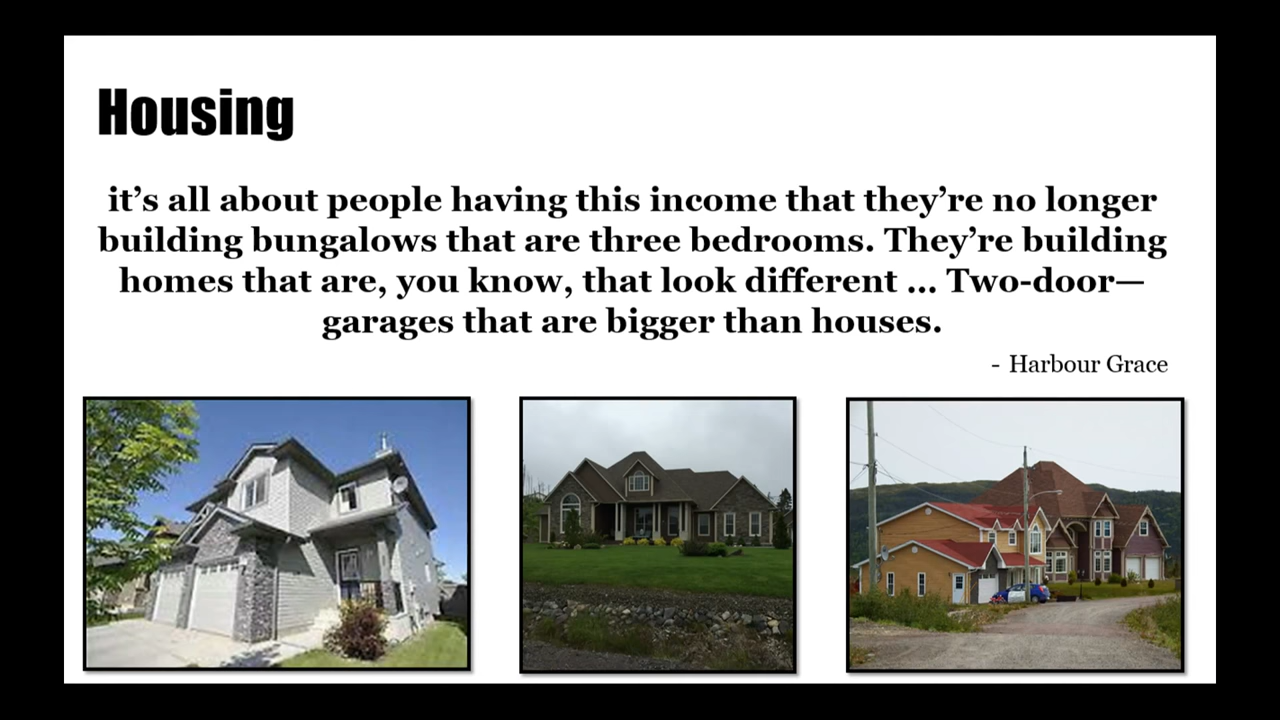 Housing
it’s all about people having this income that they’re no longer
building bungalows that are three bedrooms. They’re building
homes that are, you know, that look different … Two-door—
garages that are bigger than houses.
- Harbour Grace